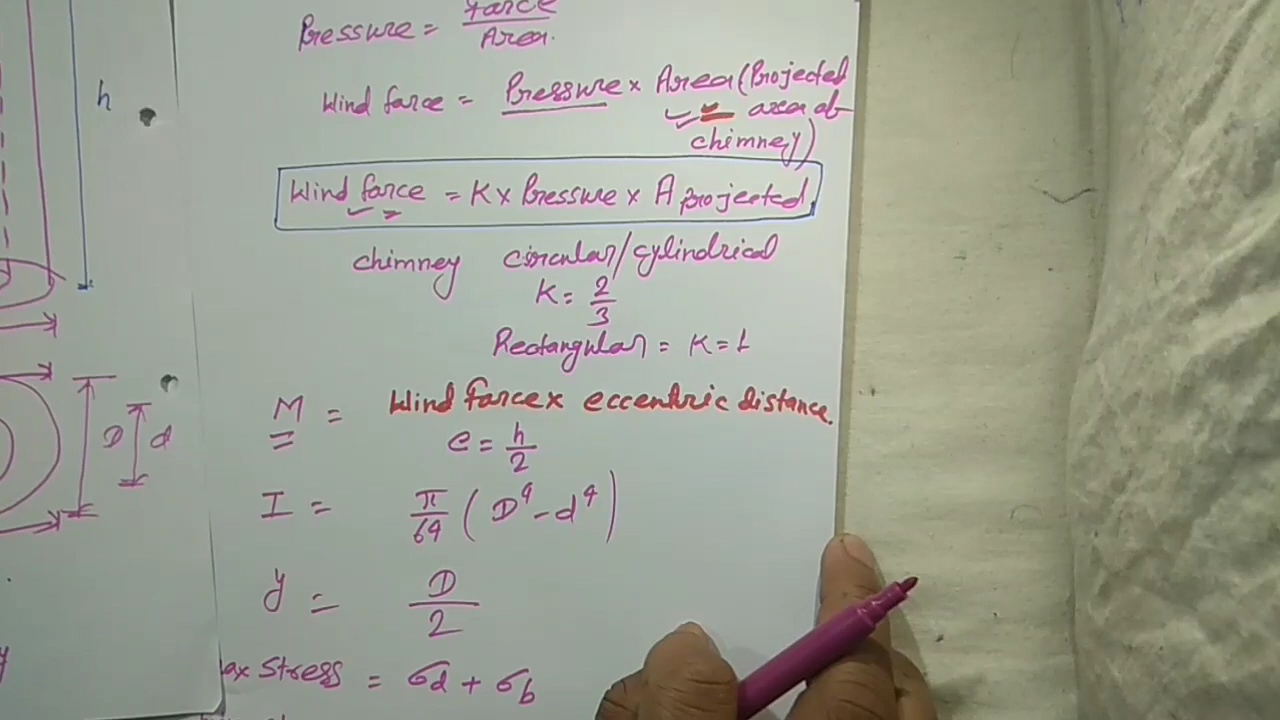 Pressure = Force
Area.
h
Wind force = Pressure × Area (Projected
area of
chimney)
Wind force = K × Pressure × A projected
chimney circular/cylindrical
K = 2/3
Rectangular = K = 1
M = Wind force × eccentric distance.
e = h/2
D d
I = π/64 ( D⁴ - d⁴ )
y = D/2
ax stress = σd + σb